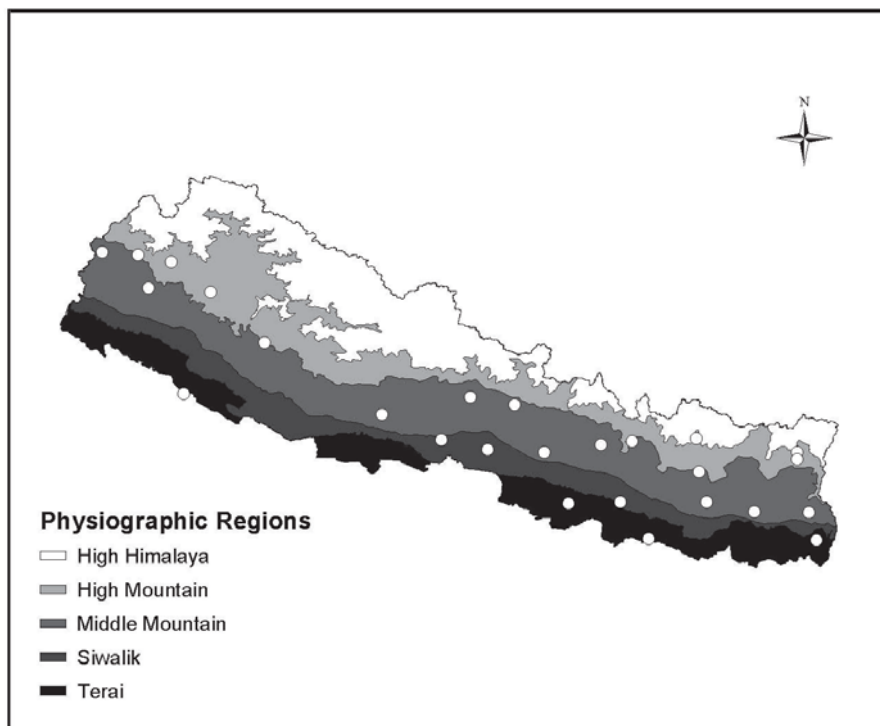 N
Physiographic Regions
High Himalaya
High Mountain
Middle Mountain
Siwalik
Terai